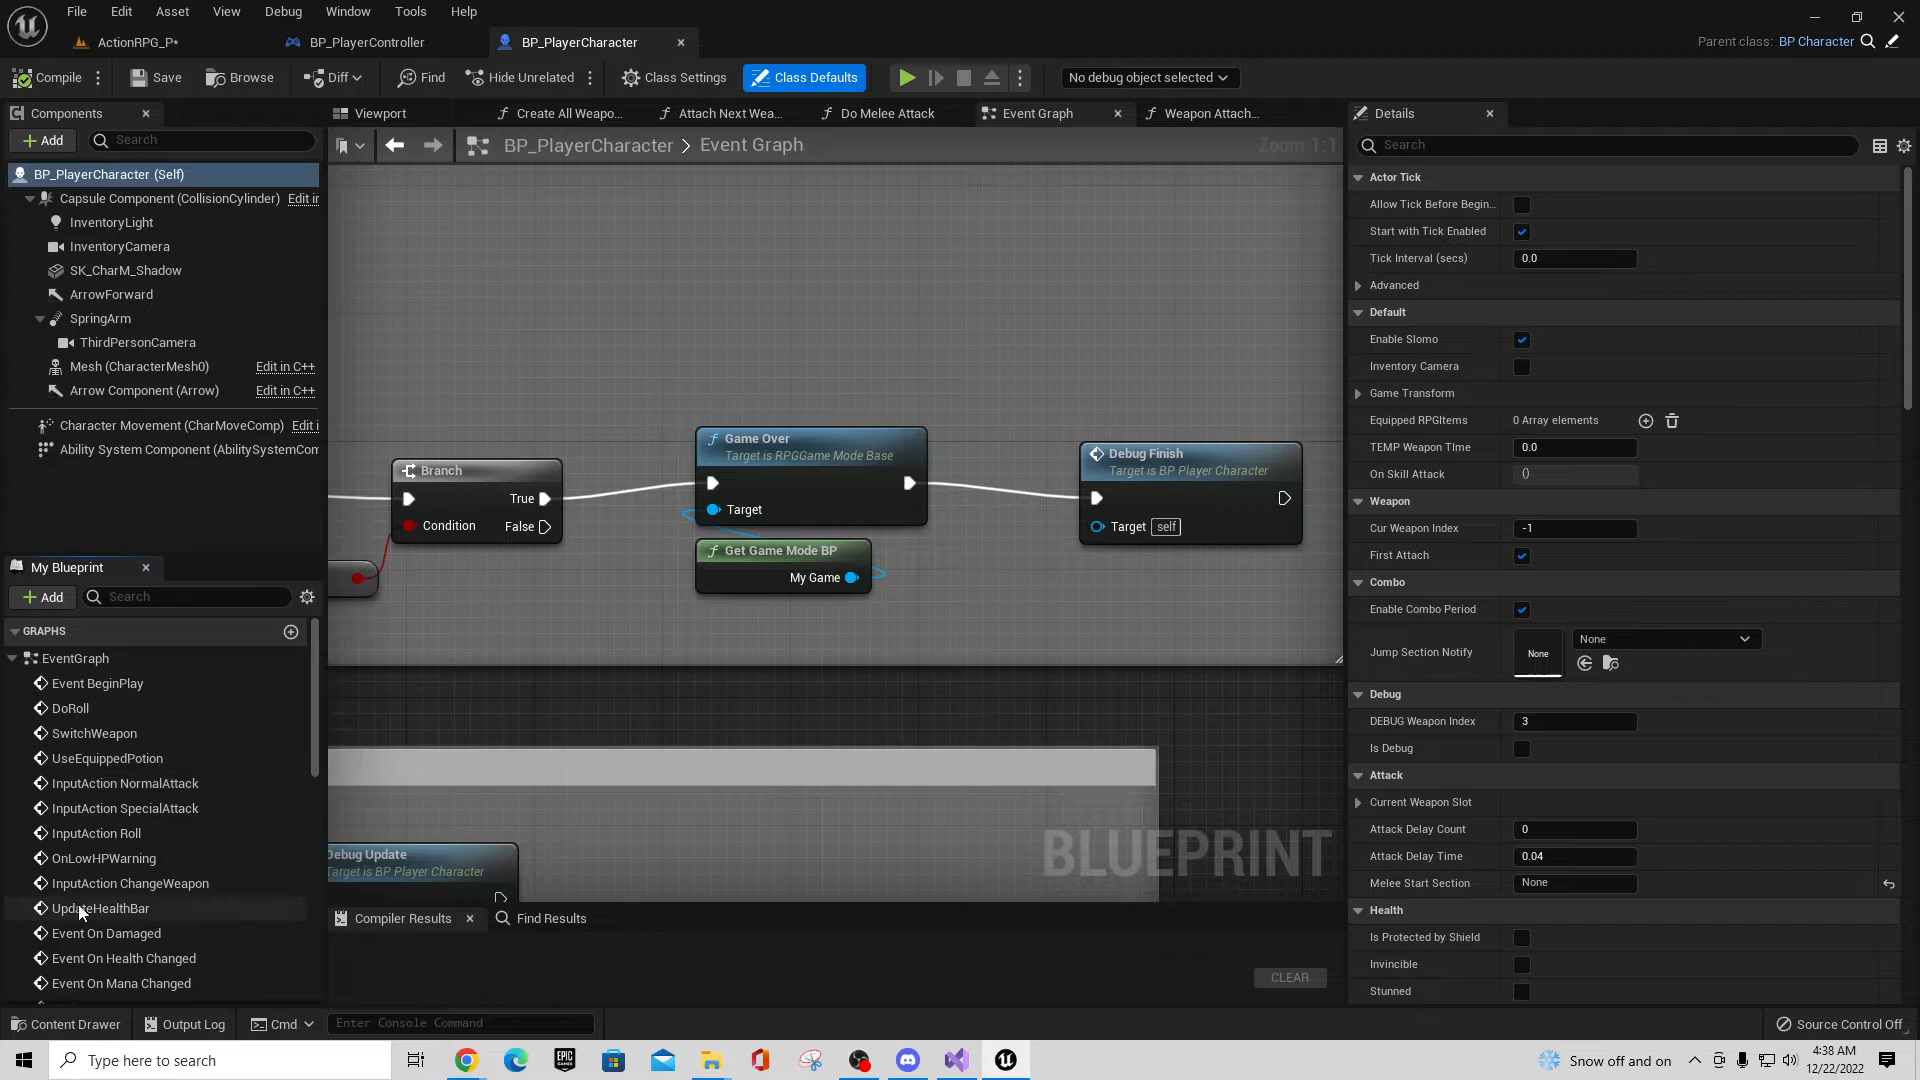 File Edit Asset View Debug Window Tools Help
ActionRPG_P* BP_PlayerController BP_PlayerCharacter
Parent class: BP Character
Compile Save Browse Diff Find Hide Unrelated Class Settings Class Defaults No debug object selected
Components
Add Search
BP_PlayerCharacter (Self)
Capsule Component (CollisionCylinder) Edit in
InventoryLight
InventoryCamera
SK_CharM_Shadow
ArrowForward
SpringArm
ThirdPersonCamera
Mesh (CharacterMesh0) Edit in C++
Arrow Component (Arrow) Edit in C++
Character Movement (CharMoveComp) Edit i
Ability System Component (AbilitySystemCom
My Blueprint
Add Search
GRAPHS
EventGraph
Event BeginPlay
DoRoll
SwitchWeapon
UseEquippedPotion
InputAction NormalAttack
InputAction SpecialAttack
InputAction Roll
OnLowHPWarning
InputAction ChangeWeapon
UpdateHealthBar
Event On Damaged
Event On Health Changed
Event On Mana Changed
Viewport Create All Weapo... Attach Next Wea... Do Melee Attack Event Graph Weapon Attach...
BP_PlayerCharacter > Event Graph
Zoom 1:1
Branch
True
Condition False
Game Over
Target is RPGGame Mode Base
Target
Get Game Mode BP
My Game
Debug Finish
Target is BP Player Character
Target self
Debug Update
Target is BP Player Character
BLUEPRINT
Compiler Results Find Results
CLEAR
Details
Search
Actor Tick
Allow Tick Before Begin...
Start with Tick Enabled
Tick Interval (secs) 0.0
Advanced
Default
Enable Slomo
Inventory Camera
Game Transform
Equipped RPGItems 0 Array elements
TEMP Weapon TIme 0.0
On Skill Attack ()
Weapon
Cur Weapon Index -1
First Attach
Combo
Enable Combo Period
Jump Section Notify None None
Debug
DEBUG Weapon Index 3
Is Debug
Attack
Current Weapon Slot
Attack Delay Count 0
Attack Delay Time 0.04
Melee Start Section None
Health
Is Protected by Shield
Invincible
Stunned
Content Drawer Output Log Cmd Enter Console Command Source Control Off
Type here to search
EPIC GAMES
Snow off and on
4:38 AM
12/22/2022